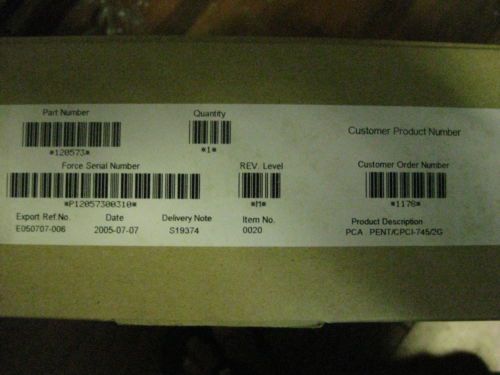 Part Number
*120573*
Quantity
*1*
Customer Product Number
Force Serial Number
*P12057300310*
REV. Level
Customer Order Number
*1176*
Export Ref.No.
E050707-006
Date
2005-07-07
Delivery Note
S19374
Item No.
0020
Product Description
PCA PENT/CPCI-745/2G